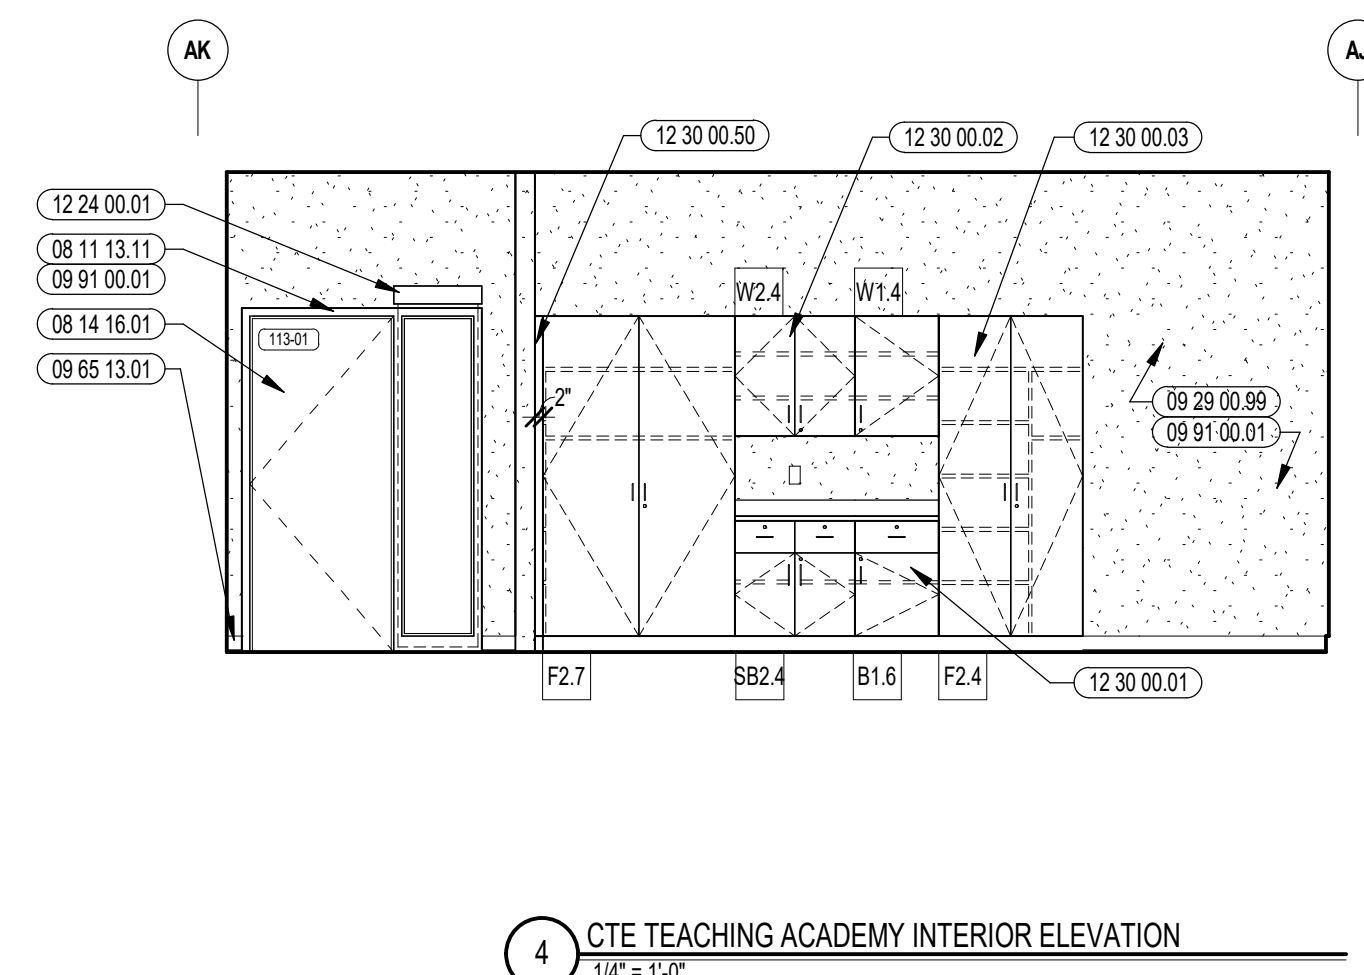 AK
AJ
12 30 00.50
12 30 00.02
12 30 00.03
12 24 00.01
08 11 13.11
09 91 00.01
08 14 16.01
09 65 13.01
113-01
W2.4
W1.4
2"
09 29 00.99
09 91 00.01
F2.7
SB2.4
B1.6
F2.4
12 30 00.01
4
CTE TEACHING ACADEMY INTERIOR ELEVATION
1/4" = 1'-0"